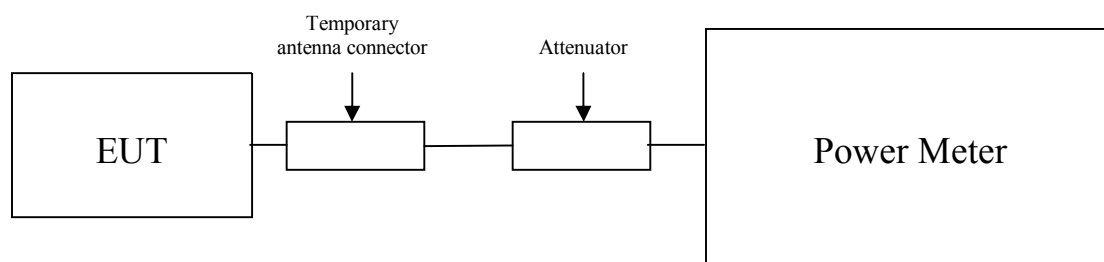 Temporary
antenna connector
Attenuator
EUT
Power Meter